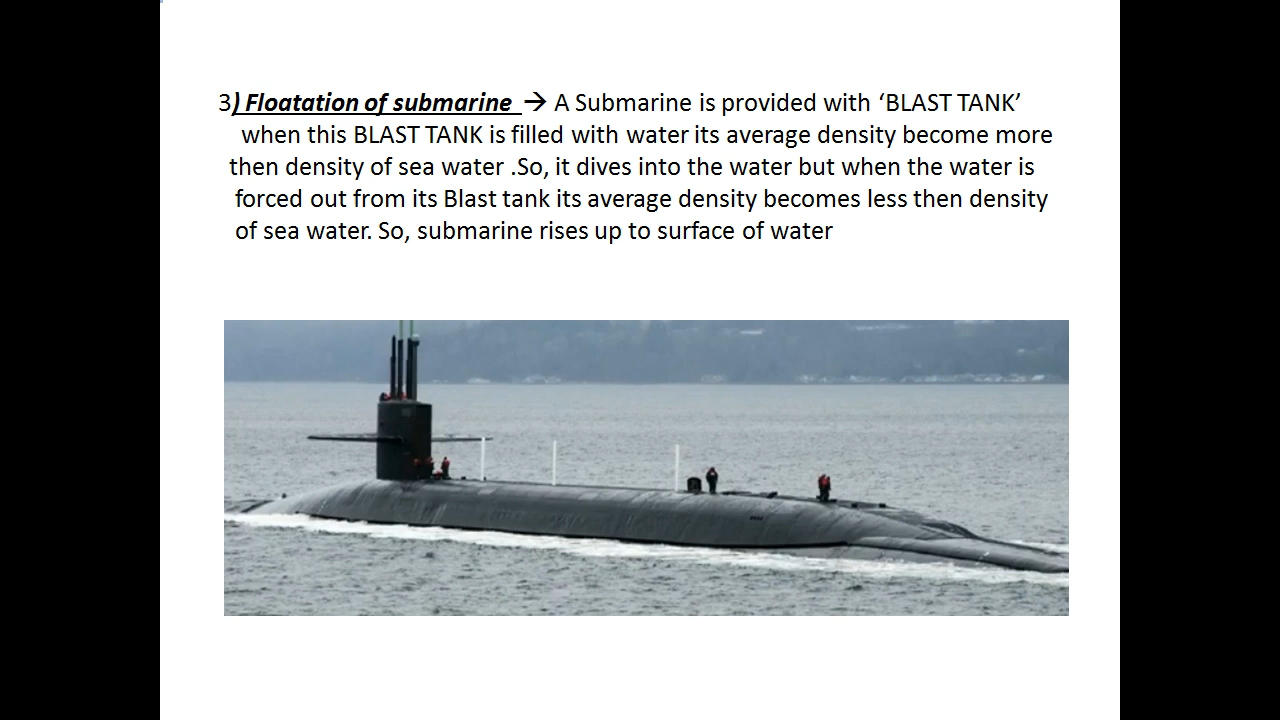 3) Floatation of submarine → A Submarine is provided with ‘BLAST TANK’
when this BLAST TANK is filled with water its average density become more
then density of sea water .So, it dives into the water but when the water is
forced out from its Blast tank its average density becomes less then density
of sea water. So, submarine rises up to surface of water